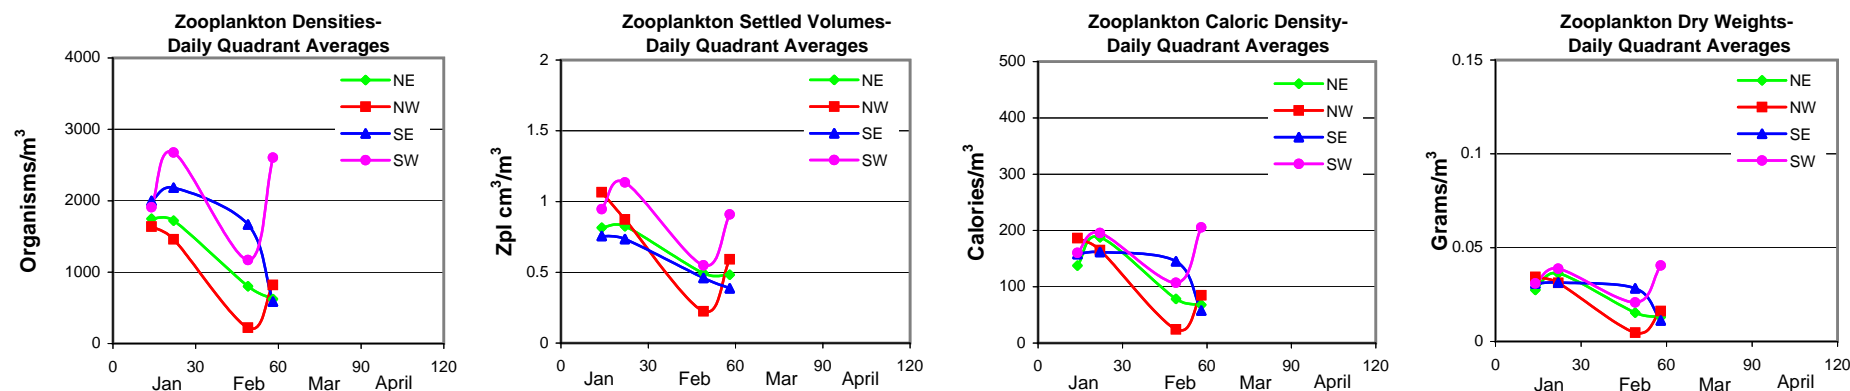 Zooplankton Densities-
Daily Quadrant Averages
Organisms/m³
4000
3000
2000
1000
0
0 30 60 90 120
Jan Feb Mar April
NE
NW
SE
SW
Zooplankton Settled Volumes-
Daily Quadrant Averages
Zpl cm³/m³
2
1.5
1
0.5
0
0 30 60 90 120
Jan Feb Mar April
NE
NW
SE
SW
Zooplankton Caloric Density-
Daily Quadrant Averages
Calories/m³
500
400
300
200
100
0
0 30 60 90 120
Jan Feb Mar April
NE
NW
SE
SW
Zooplankton Dry Weights-
Daily Quadrant Averages
Grams/m³
0.15
0.1
0.05
0
0 30 60 90 120
Jan Feb Mar April
NE
NW
SE
SW